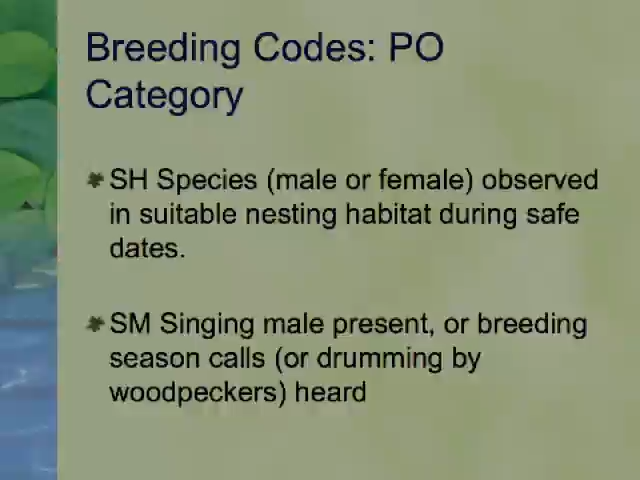 Breeding Codes: PO
Category
SH Species (male or female) observed
in suitable nesting habitat during safe
dates.
SM Singing male present, or breeding
season calls (or drumming by
woodpeckers) heard